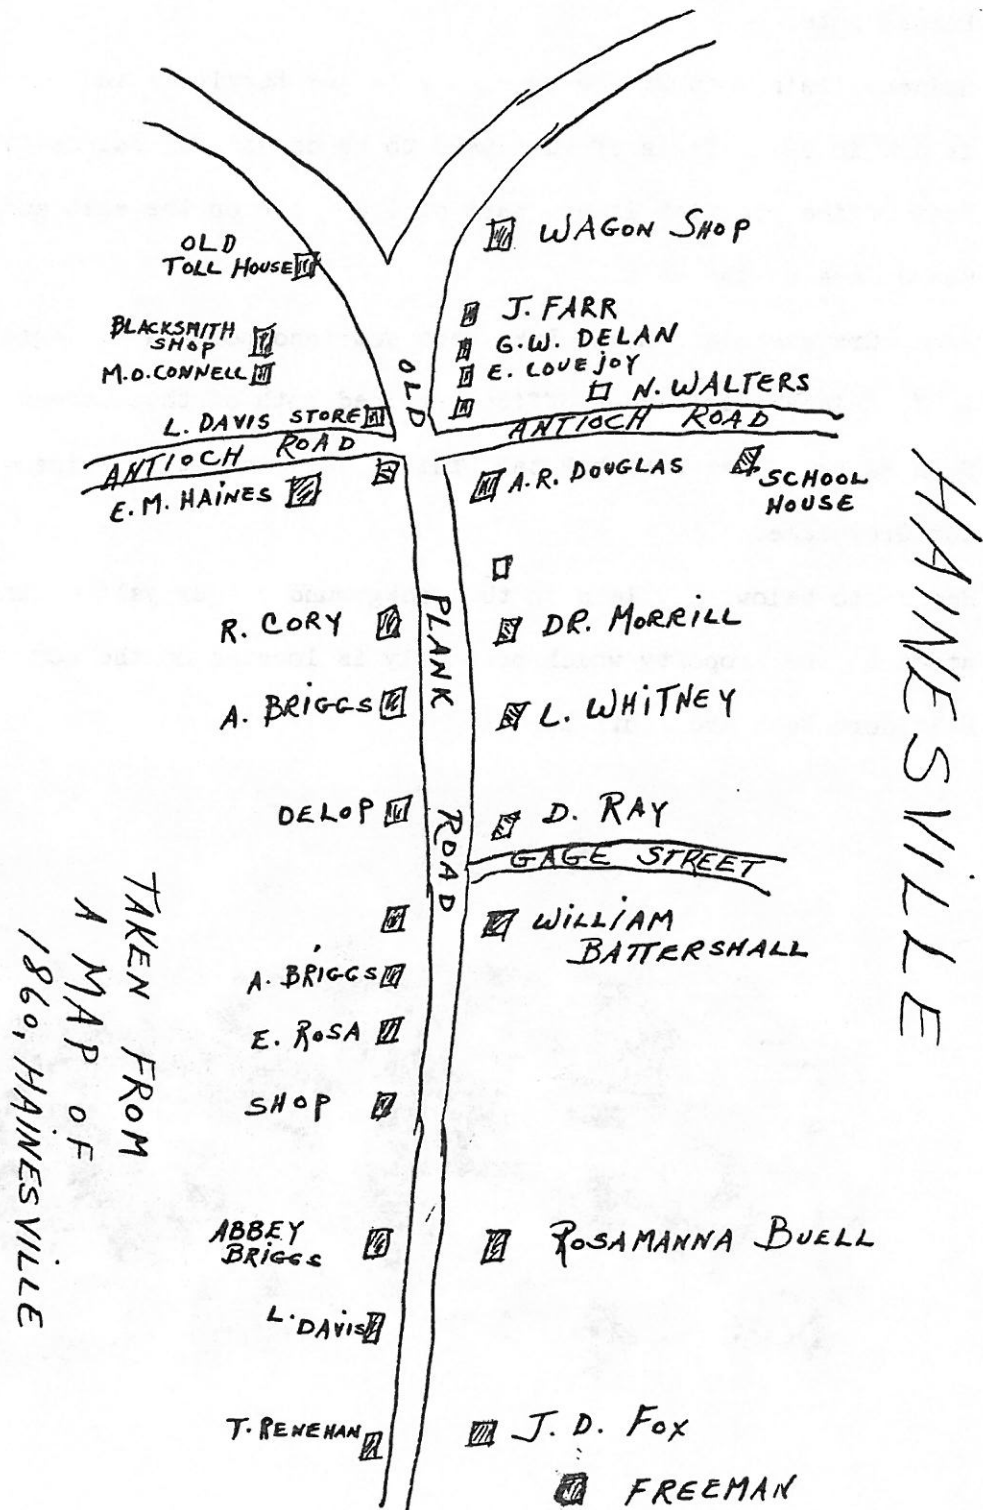 WAGON SHOP
OLD
TOLL HOUSE
J. FARR
BLACKSMITH
SHOP
G.W. DELAN
M.O. CONNELL
E. LOVEJOY
N. WALTERS
L. DAVIS STORE
ANTIOCH ROAD
ANTIOCH ROAD
E. M. HAINES
A.R. DOUGLAS
SCHOOL
HOUSE
OLD PLANK ROAD
R. CORY
DR. MORRILL
A. BRIGGS
L. WHITNEY
DELOP
D. RAY
GAGE STREET
WILLIAM
BATTERSHALL
A. BRIGGS
E. ROSA
SHOP
ABBEY
BRIGGS
ROSAMANNA BUELL
L. DAVIS
T. RENEHAN
J. D. FOX
FREEMAN
HAINESVILLE
TAKEN FROM
A MAP OF
1860, HAINESVILLE